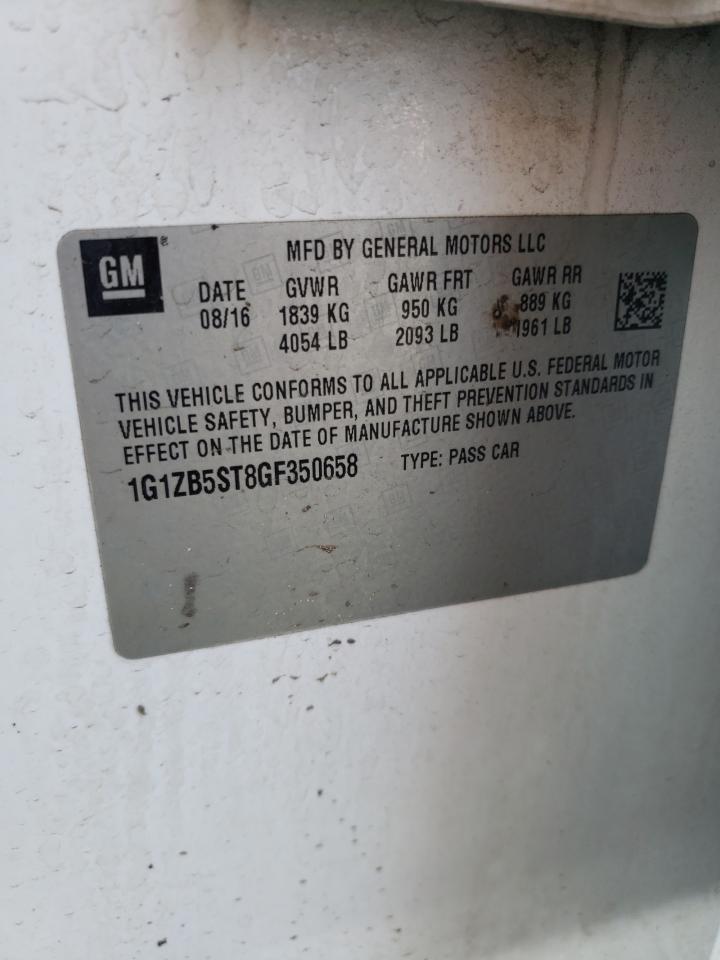 GM ®
MFD BY GENERAL MOTORS LLC
DATE GVWR GAWR FRT GAWR RR
08/16 1839 KG 950 KG 889 KG
4054 LB 2093 LB 1961 LB
THIS VEHICLE CONFORMS TO ALL APPLICABLE U.S. FEDERAL MOTOR
VEHICLE SAFETY, BUMPER, AND THEFT PREVENTION STANDARDS IN
EFFECT ON THE DATE OF MANUFACTURE SHOWN ABOVE.
1G1ZB5ST8GF350658 TYPE: PASS CAR